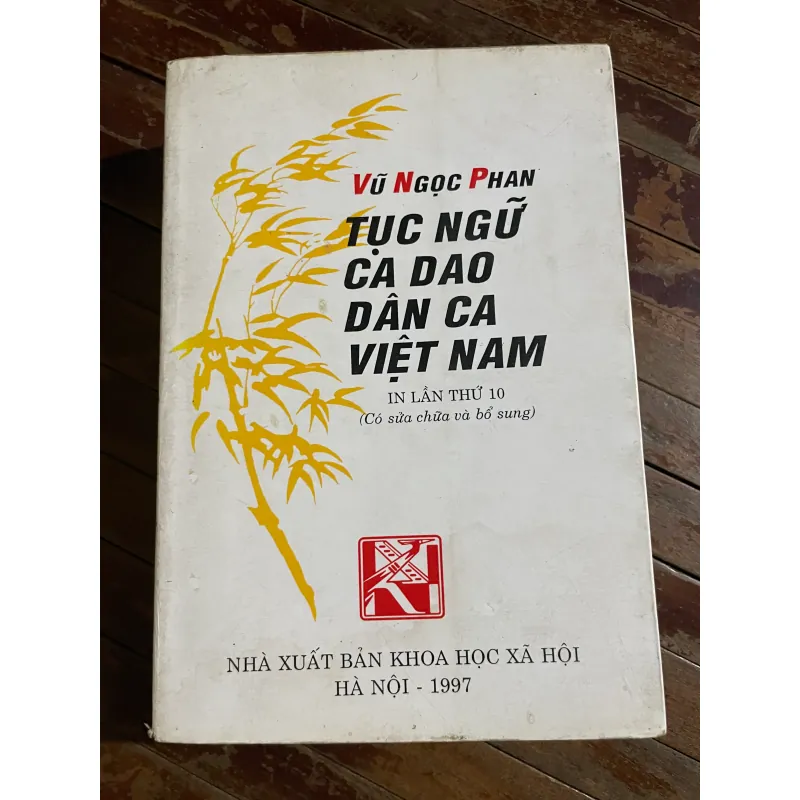 VŨ NGỌC PHAN
TỤC NGỮ
CA DAO
DÂN CA
VIỆT NAM
IN LẦN THỨ 10
(Có sửa chữa và bổ sung)
NHÀ XUẤT BẢN KHOA HỌC XÃ HỘI
HÀ NỘI - 1997